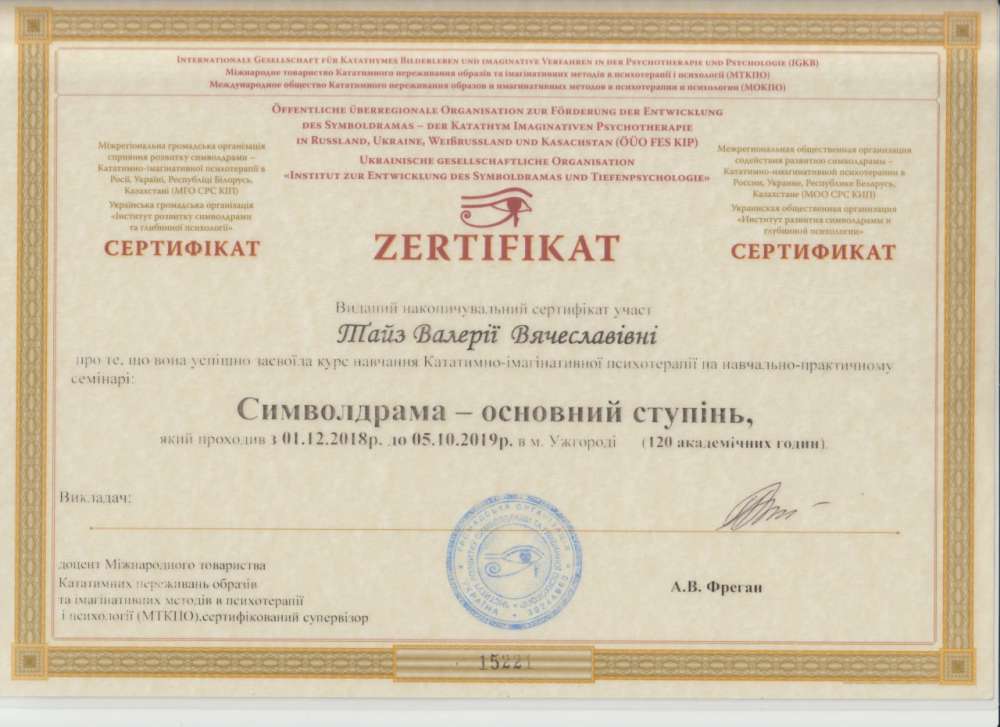 INTERNATIONALE GESELLSCHAFT FÜR KATATHYMES BILDERLEBEN UND IMAGINATIVE VERFAHREN IN DER PSYCHOTHERAPIE UND PSYCHOLOGIE (IGKB)
Міжнародне товариство Кататимного переживання образів та імагінативних методів в психотерапії і психології (МТКПО)
Международное общество Кататимного переживания образов и имагинативных методов в психотерапии и психологии (МОКПО)
ÖFFENTLICHE ÜBERREGIONALE ORGANISATION ZUR FÖRDERUNG DER ENTWICKLUNG
DES SYMBOLDRAMAS – DER KATATHYM IMAGINATIVEN PSYCHOTHERAPIE
IN RUSSLAND, UKRAINE, WEIßRUSSLAND UND KASACHSTAN (ÖÜO FES KIP)
UKRAINISCHE GESELLSCHAFTLICHE ORGANISATION
«INSTITUT ZUR ENTWICKLUNG DES SYMBOLDRAMAS UND TIEFENPSYCHOLOGIE»
Міжрегіональна громадська організація
сприяння розвитку символдрами –
Кататимно-імагінативної психотерапії в
Росії, Україні, Республіці Білорусь,
Казахстані (МГО СРС КІП)
Українська громадська організація
«Інститут розвитку символдрами
та глибинної психології»
СЕРТИФІКАТ
ZERTIFIKAT
Межрегиональная общественная организация
содействия развитию символдрамы –
Кататимно-имагинативной психотерапии в
России, Украине, Республике Беларусь,
Казахстане (МОО СРС КИП)
Украинская общественная организация
«Институт развития символдрамы и
глубинной психологии»
СЕРТИФИКАТ
Виданий накопичувальний сертифікат участ
Тайз Валерії Вячеславівні
про те, що вона успішно засвоїла курс навчання Кататимно-імагінативної психотерапії на навчально-практичному
семінарі:
Символдрама – основний ступінь,
який проходив з 01.12.2018р. до 05.10.2019р. в м. Ужгороді (120 академічних годин).
Викладач:
доцент Міжнародного товариства
Кататимних переживань образів
та імагінативних методів в психотерапії
і психології (МТКПО),сертифікований супервізор
А.В. Фреган
15221